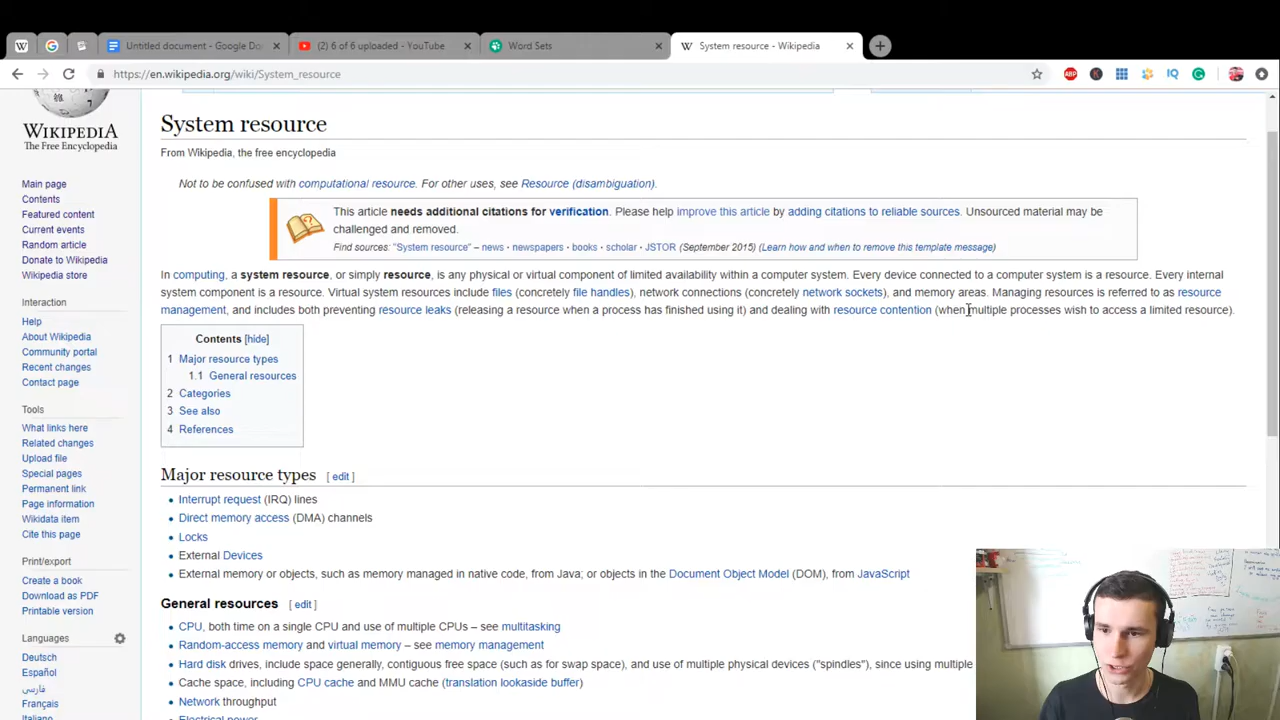 Untitled document - Google Do
(2) 6 of 6 uploaded - YouTube
Word Sets
System resource - Wikipedia
https://en.wikipedia.org/wiki/System_resource
WIKIPEDIA
The Free Encyclopedia
Main page
Contents
Featured content
Current events
Random article
Donate to Wikipedia
Wikipedia store
Interaction
Help
About Wikipedia
Community portal
Recent changes
Contact page
Tools
What links here
Related changes
Upload file
Special pages
Permanent link
Page information
Wikidata item
Cite this page
Print/export
Create a book
Download as PDF
Printable version
Languages
Deutsch
Español
فارسی
Français
Italiano
System resource
From Wikipedia, the free encyclopedia
Not to be confused with computational resource. For other uses, see Resource (disambiguation).
This article needs additional citations for verification. Please help improve this article by adding citations to reliable sources. Unsourced material may be
challenged and removed.
Find sources: "System resource" – news · newspapers · books · scholar · JSTOR (September 2015) (Learn how and when to remove this template message)
In computing, a system resource, or simply resource, is any physical or virtual component of limited availability within a computer system. Every device connected to a computer system is a resource. Every internal
system component is a resource. Virtual system resources include files (concretely file handles), network connections (concretely network sockets), and memory areas. Managing resources is referred to as resource
management, and includes both preventing resource leaks (releasing a resource when a process has finished using it) and dealing with resource contention (when multiple processes wish to access a limited resource).
Contents [hide]
1 Major resource types
1.1 General resources
2 Categories
3 See also
4 References
Major resource types [ edit ]
• Interrupt request (IRQ) lines
• Direct memory access (DMA) channels
• Locks
• External Devices
• External memory or objects, such as memory managed in native code, from Java; or objects in the Document Object Model (DOM), from JavaScript
General resources [ edit ]
• CPU, both time on a single CPU and use of multiple CPUs – see multitasking
• Random-access memory and virtual memory – see memory management
• Hard disk drives, include space generally, contiguous free space (such as for swap space), and use of multiple physical devices ("spindles"), since using multiple
• Cache space, including CPU cache and MMU cache (translation lookaside buffer)
• Network throughput
• Electrical power